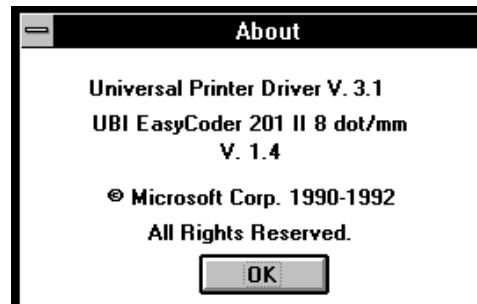 About
Universal Printer Driver V. 3.1
UBI EasyCoder 201 II 8 dot/mm
V. 1.4
© Microsoft Corp. 1990-1992
All Rights Reserved.
OK